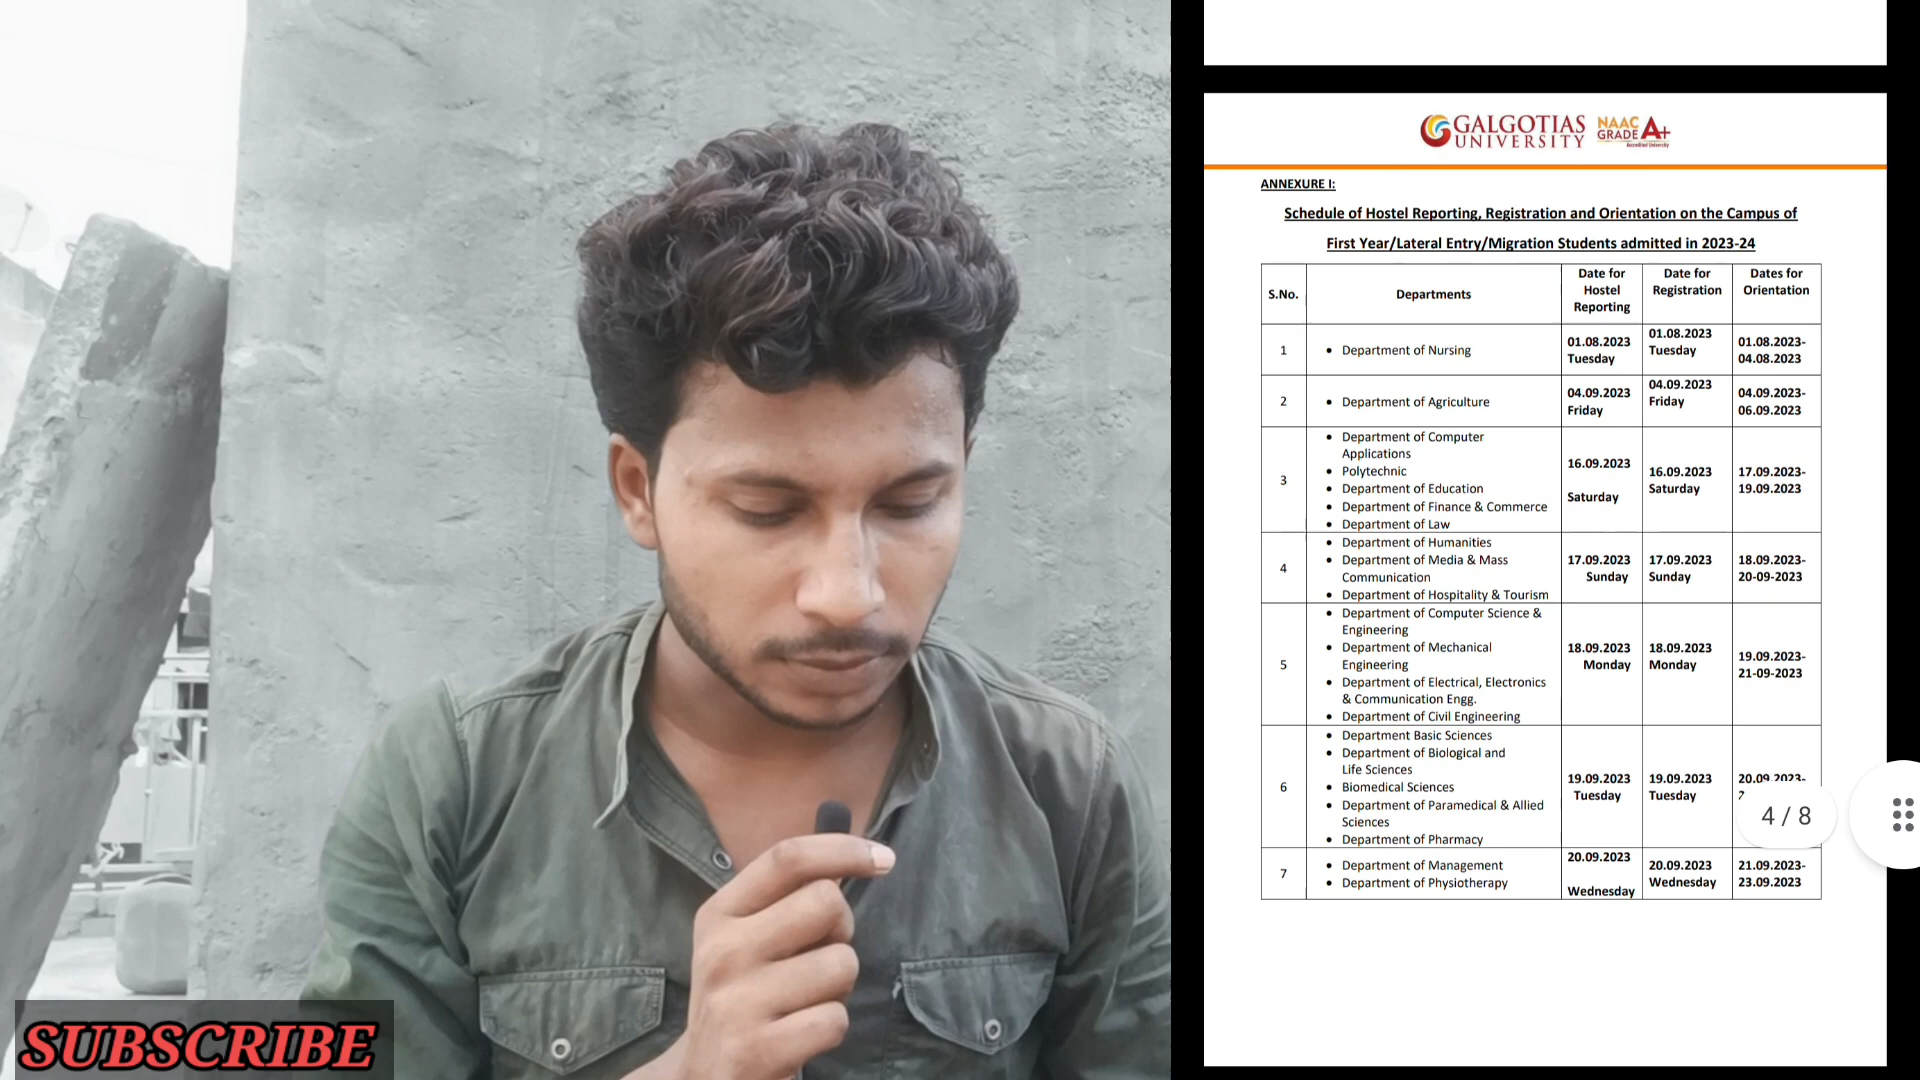 GALGOTIAS
UNIVERSITY
NAAC
GRADE A+
Accredited University
ANNEXURE I:
Schedule of Hostel Reporting, Registration and Orientation on the Campus of
First Year/Lateral Entry/Migration Students admitted in 2023-24
S.No. Departments Date for Hostel Reporting Date for Registration Dates for Orientation
1 • Department of Nursing 01.08.2023 Tuesday 01.08.2023 Tuesday 01.08.2023-04.08.2023
2 • Department of Agriculture 04.09.2023 Friday 04.09.2023 Friday 04.09.2023-06.09.2023
3 • Department of Computer Applications
• Polytechnic
• Department of Education
• Department of Finance & Commerce
• Department of Law
16.09.2023 Saturday 16.09.2023 Saturday 17.09.2023-19.09.2023
4 • Department of Humanities
• Department of Media & Mass Communication
• Department of Hospitality & Tourism
17.09.2023 Sunday 17.09.2023 Sunday 18.09.2023-20-09-2023
5 • Department of Computer Science & Engineering
• Department of Mechanical Engineering
• Department of Electrical, Electronics & Communication Engg.
• Department of Civil Engineering
18.09.2023 Monday 18.09.2023 Monday 19.09.2023-21-09-2023
6 • Department Basic Sciences
• Department of Biological and Life Sciences
• Biomedical Sciences
• Department of Paramedical & Allied Sciences
• Department of Pharmacy
19.09.2023 Tuesday 19.09.2023 Tuesday 20.09.2023-
7 • Department of Management
• Department of Physiotherapy
20.09.2023 Wednesday 20.09.2023 Wednesday 21.09.2023-23.09.2023
4 / 8
SUBSCRIBE